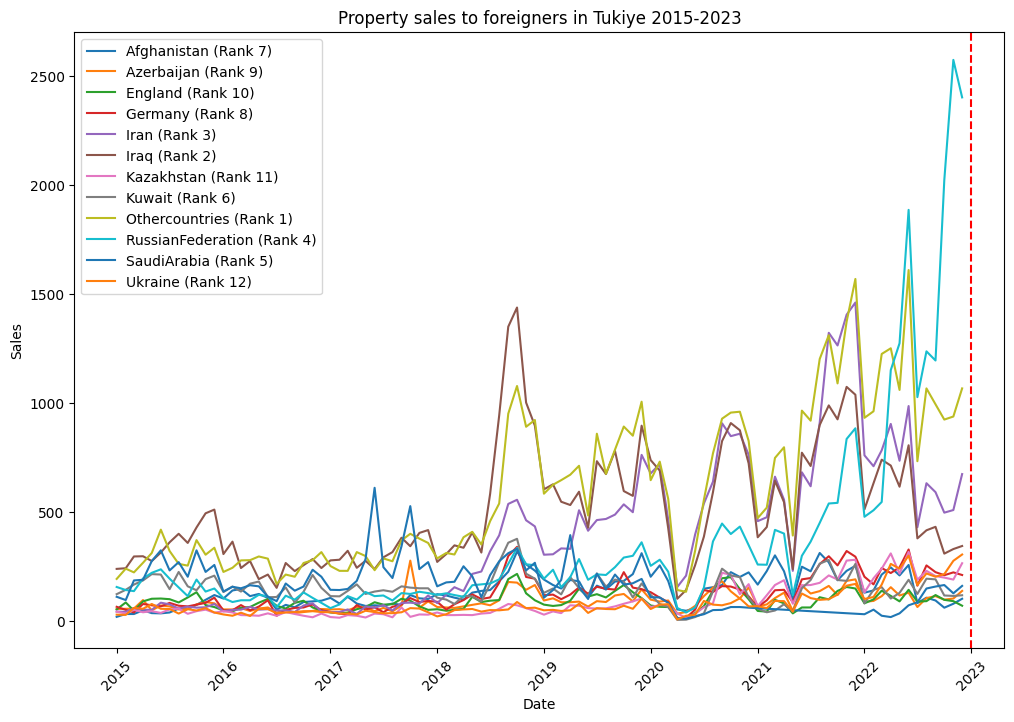 Property sales to foreigners in Tukiye 2015-2023
Afghanistan (Rank 7)
Azerbaijan (Rank 9)
England (Rank 10)
Germany (Rank 8)
Iran (Rank 3)
Iraq (Rank 2)
Kazakhstan (Rank 11)
Kuwait (Rank 6)
Othercountries (Rank 1)
RussianFederation (Rank 4)
SaudiArabia (Rank 5)
Ukraine (Rank 12)
Sales
2500
2000
1500
1000
500
0
2015
2016
2017
2018
2019
2020
2021
2022
2023
Date